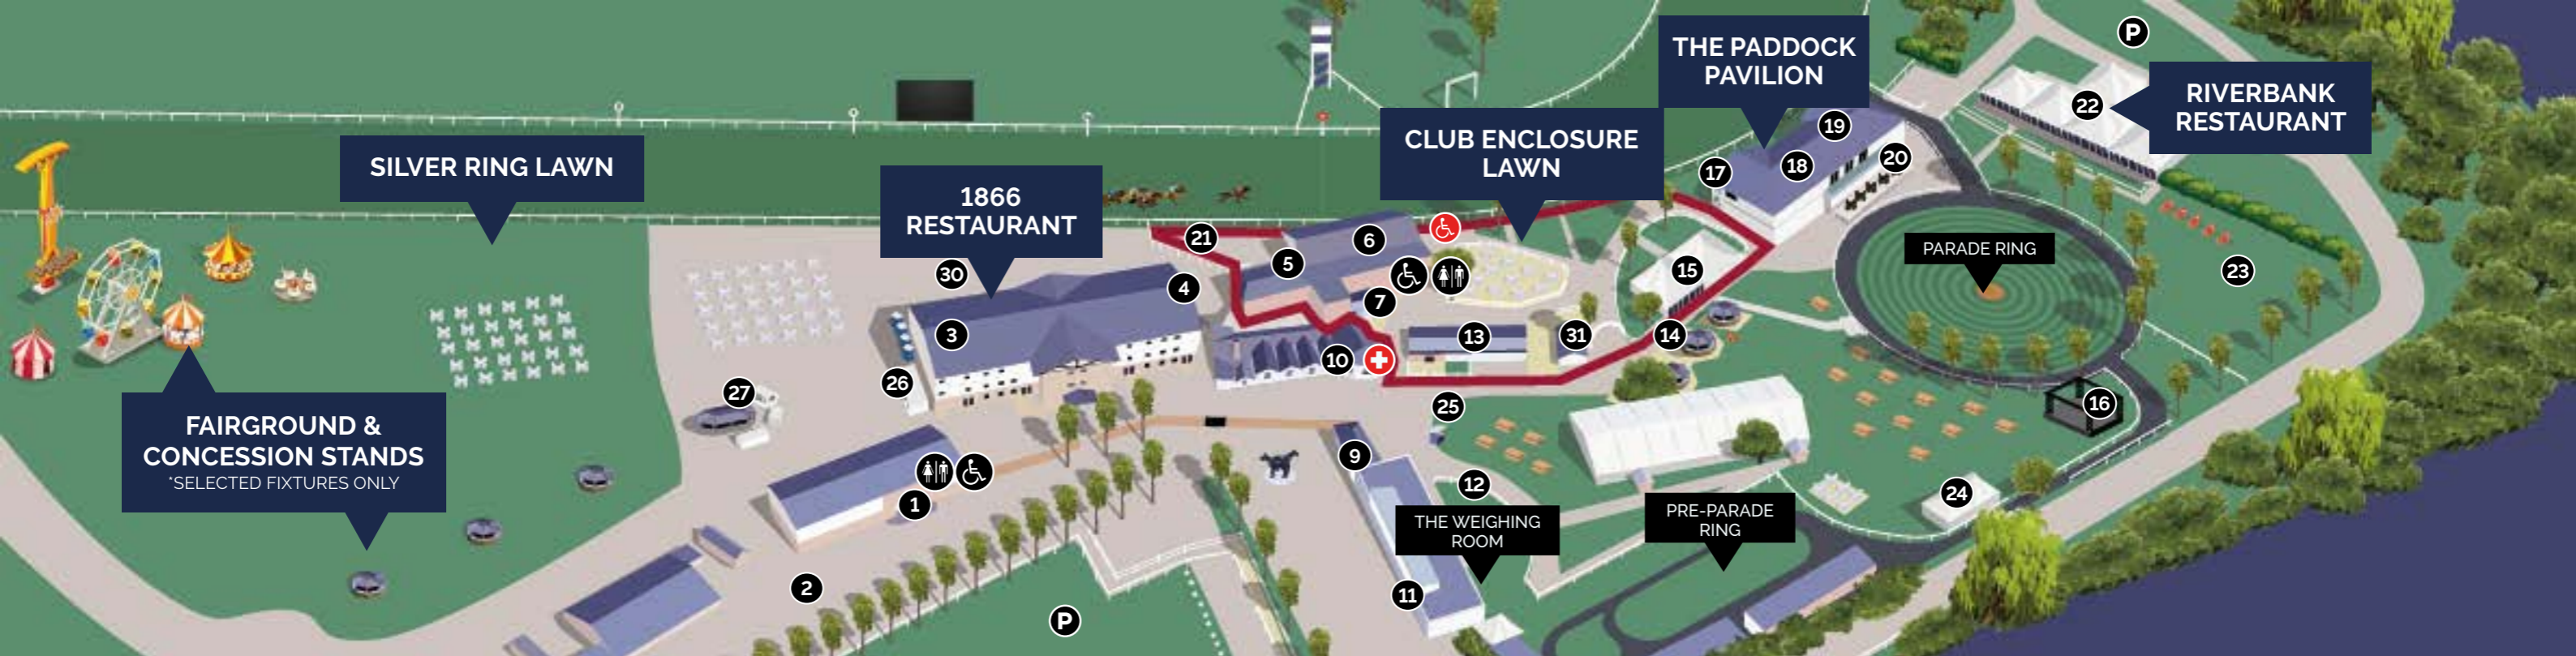 P
THE PADDOCK
PAVILION
22
RIVERBANK
RESTAURANT
CLUB ENCLOSURE
LAWN
19
SILVER RING LAWN
20
18
17
1866
RESTAURANT
21
6
PARADE RING
5
15
23
30
4
7
3
31
13
14
10
26
27
16
25
FAIRGROUND &
CONCESSION STANDS
*SELECTED FIXTURES ONLY
9
12
24
1
THE WEIGHING
ROOM
PRE-PARADE
RING
2
11
P